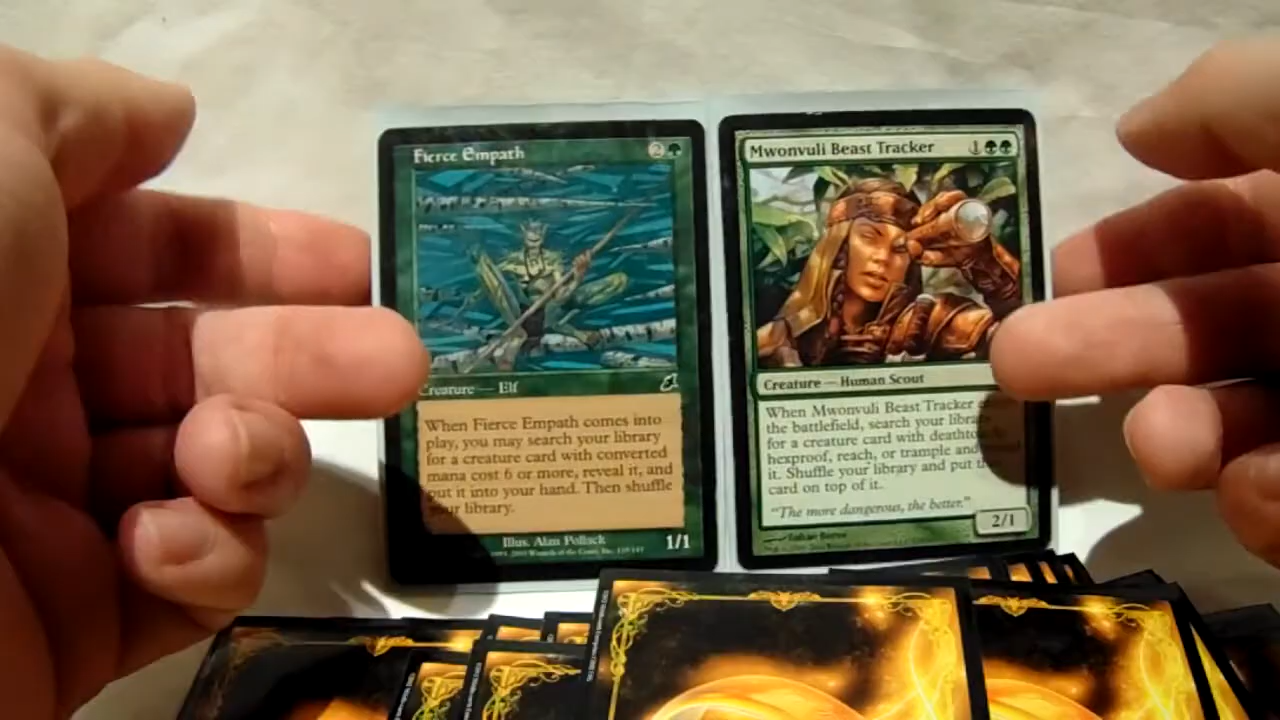 Fierce Empath
2
Creature — Elf
When Fierce Empath comes into
play, you may search your library
for a creature card with converted
mana cost 6 or more, reveal it, and
put it into your hand. Then shuffle
your library.
Illus. Alan Pollack
1/1
Mwonvuli Beast Tracker
1
Creature — Human Scout
When Mwonvuli Beast Tracker
the battlefield, search your
for a creature card with
hexproof, reach, or trample and
it. Shuffle your library and put
card on top of it.
"The more dangerous, the better."
2/1